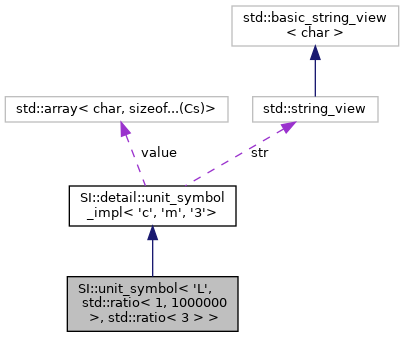 std::basic_string_view
< char >
std::array< char, sizeof...(Cs)>
std::string_view
value
str
SI::detail::unit_symbol
_impl< 'c', 'm', '3'>
SI::unit_symbol< 'L',
std::ratio< 1, 1000000
>, std::ratio< 3 > >